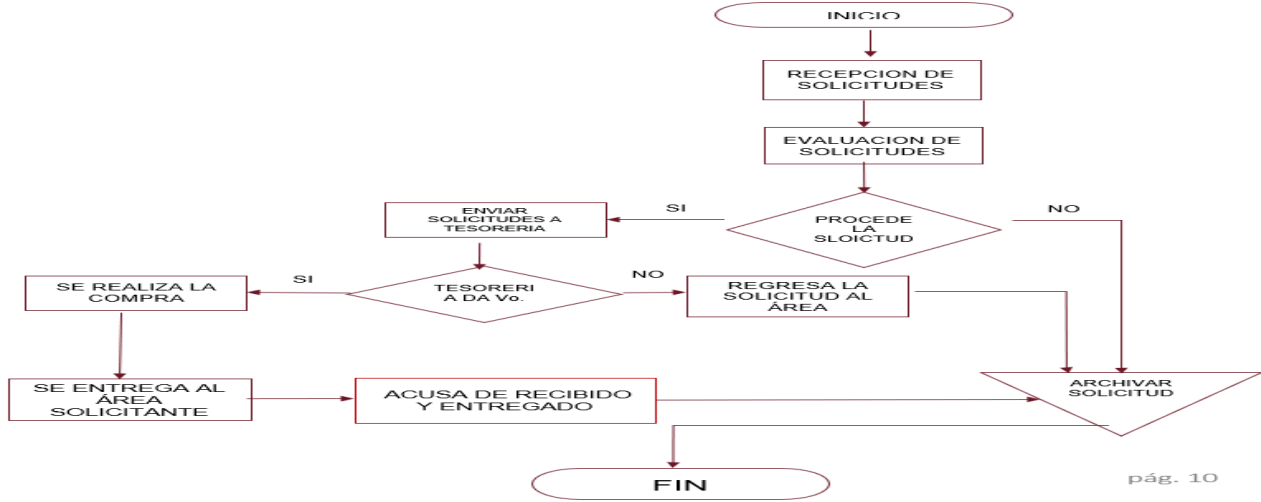 INICIO
RECEPCION DE
SOLICITUDES
EVALUACION DE
SOLICITUDES
PROCEDE
LA
SLOICTUD
SI
NO
ENVIAR
SOLICITUDES A
TESORERIA
TESORERI
A DA Vo.
SI
NO
SE REALIZA LA
COMPRA
REGRESA LA
SOLICITUD AL
ÁREA
SE ENTREGA AL
ÁREA
SOLICITANTE
ACUSA DE RECIBIDO
Y ENTREGADO
ARCHIVAR
SOLICITUD
FIN
pág. 10